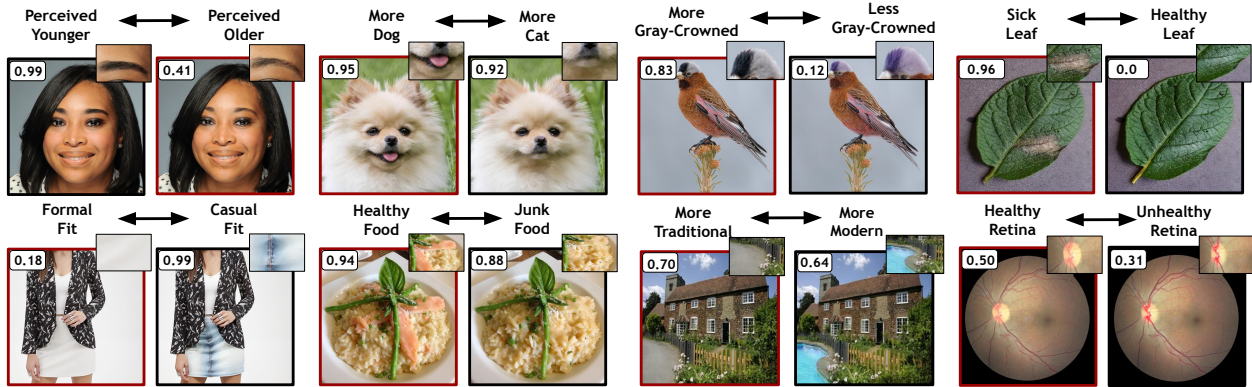 Perceived Younger
Perceived Older
More Dog
More Cat
More Gray-Crowned
Less Gray-Crowned
Sick Leaf
Healthy Leaf
0.99
0.41
0.95
0.92
0.83
0.12
0.96
0.0
Formal Fit
Casual Fit
Healthy Food
Junk Food
More Traditional
More Modern
Healthy Retina
Unhealthy Retina
0.18
0.99
0.94
0.88
0.70
0.64
0.50
0.31